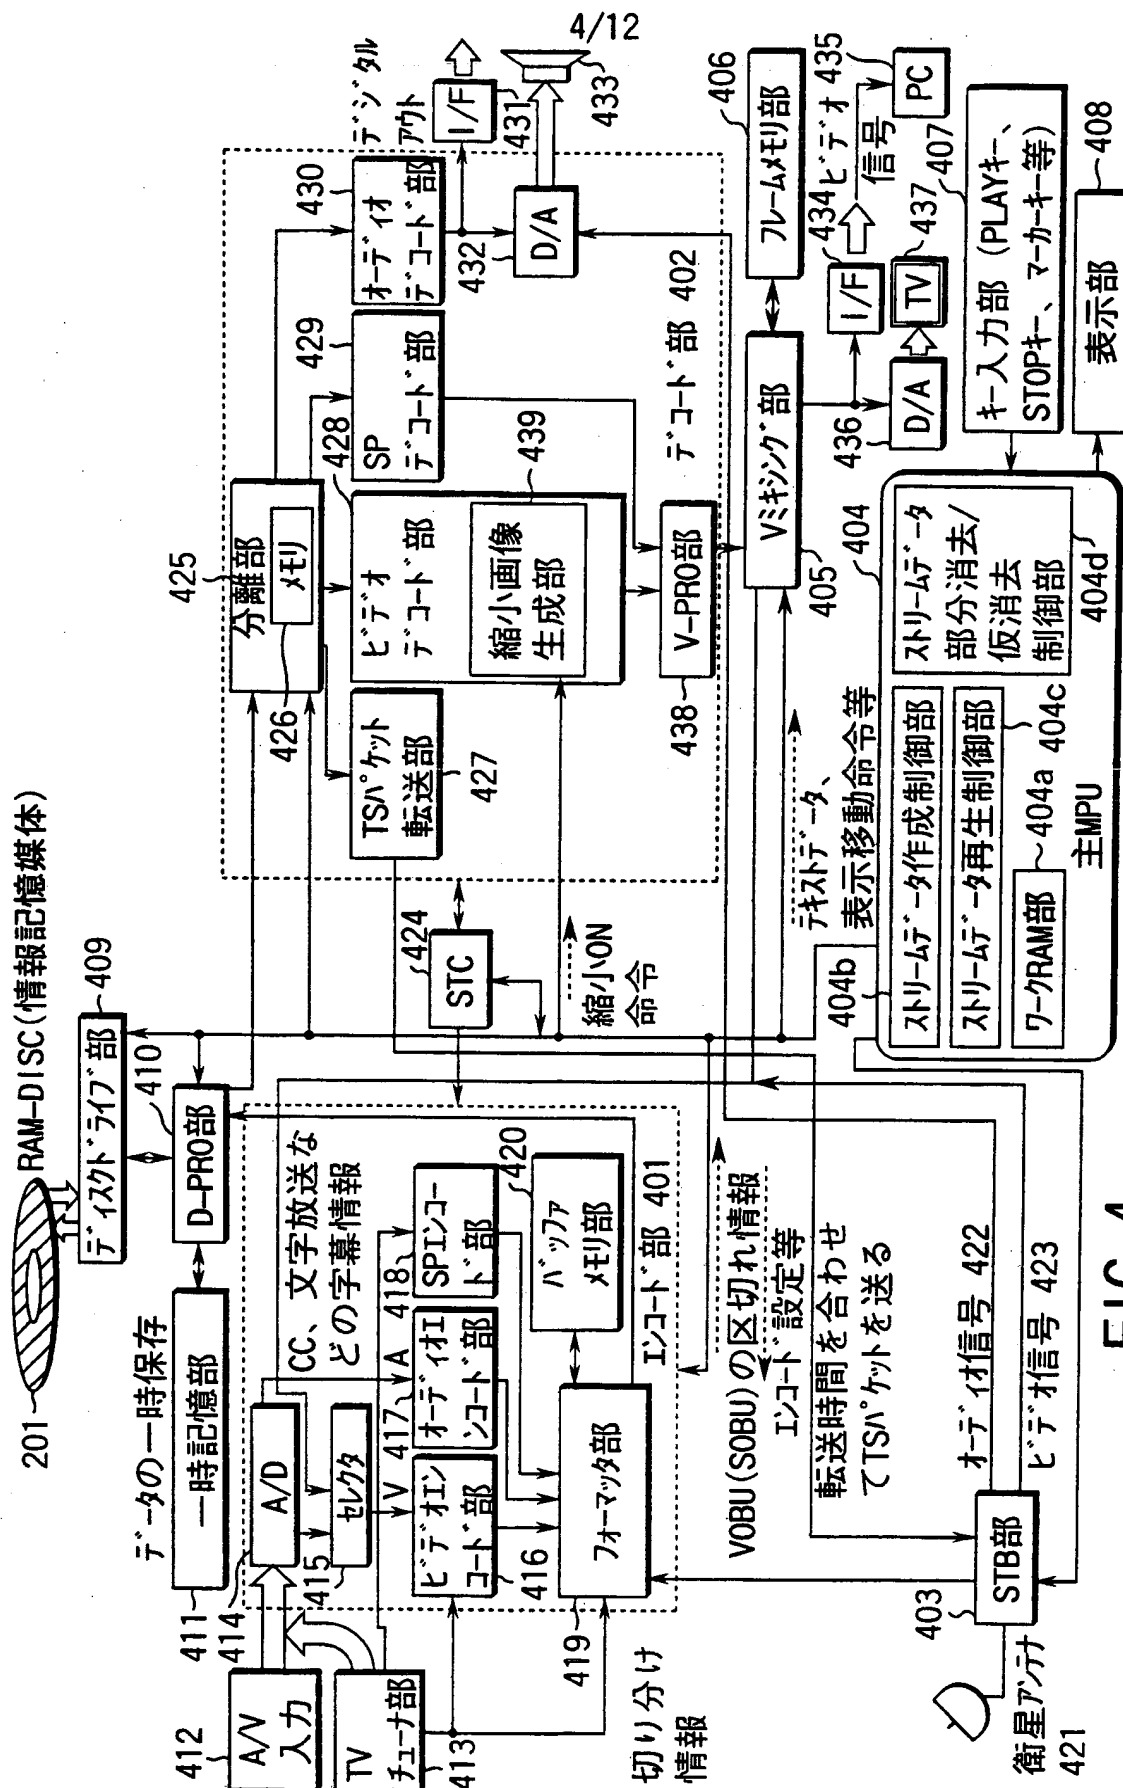 4/12
RAM-DISC(情報記憶媒体)
201
ディスクドライブ部
409
410
D-PRO部
データの一時保存
一時記憶部
411
412
A/V
入力
TV
チューナ部
413
414
A/D
CC、文字放送な
どの字幕情報
415
セレクタ
V
A
416
ビデオエン
コード部
417
オーディオエ
ンコード部
418
SPエンコー
ド部
419
フォーマッタ部
420
バッファ
メモリ部
エンコード部 401
切り分け
情報
STC
424
縮小ON
命令
VOBU(SOBU)の区切れ情報
エンコード設定等
転送時間を合わせ
てTSパケットを送る
オーディオ信号 422
ビデオ信号 423
STB部
403
衛星アンテナ
421
425
分離部
メモリ
426
TSパケット
転送部
427
428
ビデオ
デコード部
縮小画像
生成部
439
429
SP
デコード部
430
オーディオ
デコード部
デコード部 402
V-PRO部
438
デジタル
アウト
I/F
431
D/A
432
433
フレームメモリ部
406
Vミキシング部
405
I/F
434
ビデオ
信号
PC
435
D/A
436
TV
437
テキストデータ、
表示移動命令等
キー入力部 (PLAYキー、
STOPキー、マーカーキー等)
407
表示部
408
404
404b
ストリームデータ作成制御部
ストリームデータ再生制御部
404c
ワークRAM部
404a
ストリームデータ
部分消去/
仮消去
制御部
404d
主MPU
FIG. 4